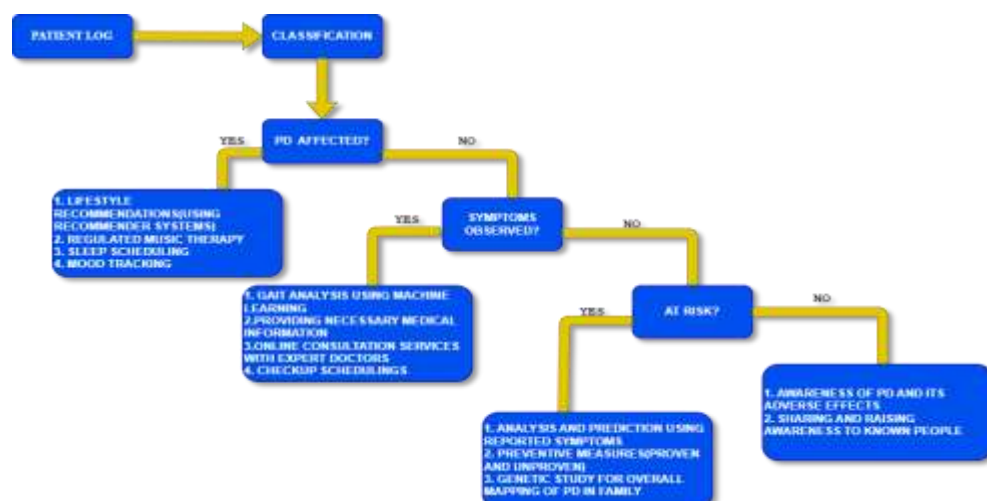 PATIENT LOG
CLASSIFICATION
PD AFFECTED?
YES
NO
1. LIFESTYLE
RECOMMENDATIONS(USING
RECOMMENDER SYSTEMS)
2. REGULATED MUSIC THERAPY
3. SLEEP SCHEDULING
4. MOOD TRACKING
SYMPTOMS
OBSERVED?
YES
NO
1. GAIT ANALYSIS USING MACHINE
LEARNING
2.PROVIDING NECESSARY MEDICAL
INFORMATION
3.ONLINE CONSULTATION SERVICES
WITH EXPERT DOCTORS
4. CHECKUP SCHEDULINGS
AT RISK?
YES
NO
1. ANALYSIS AND PREDICTION USING
REPORTED SYMPTOMS
2. PREVENTIVE MEASURES(PROVEN
AND UNPROVEN)
3. GENETIC STUDY FOR OVERALL
MAPPING OF PD IN FAMILY
1. AWARENESS OF PD AND ITS
ADVERSE EFFECTS
2. SHARING AND RAISING
AWARENESS TO KNOWN PEOPLE